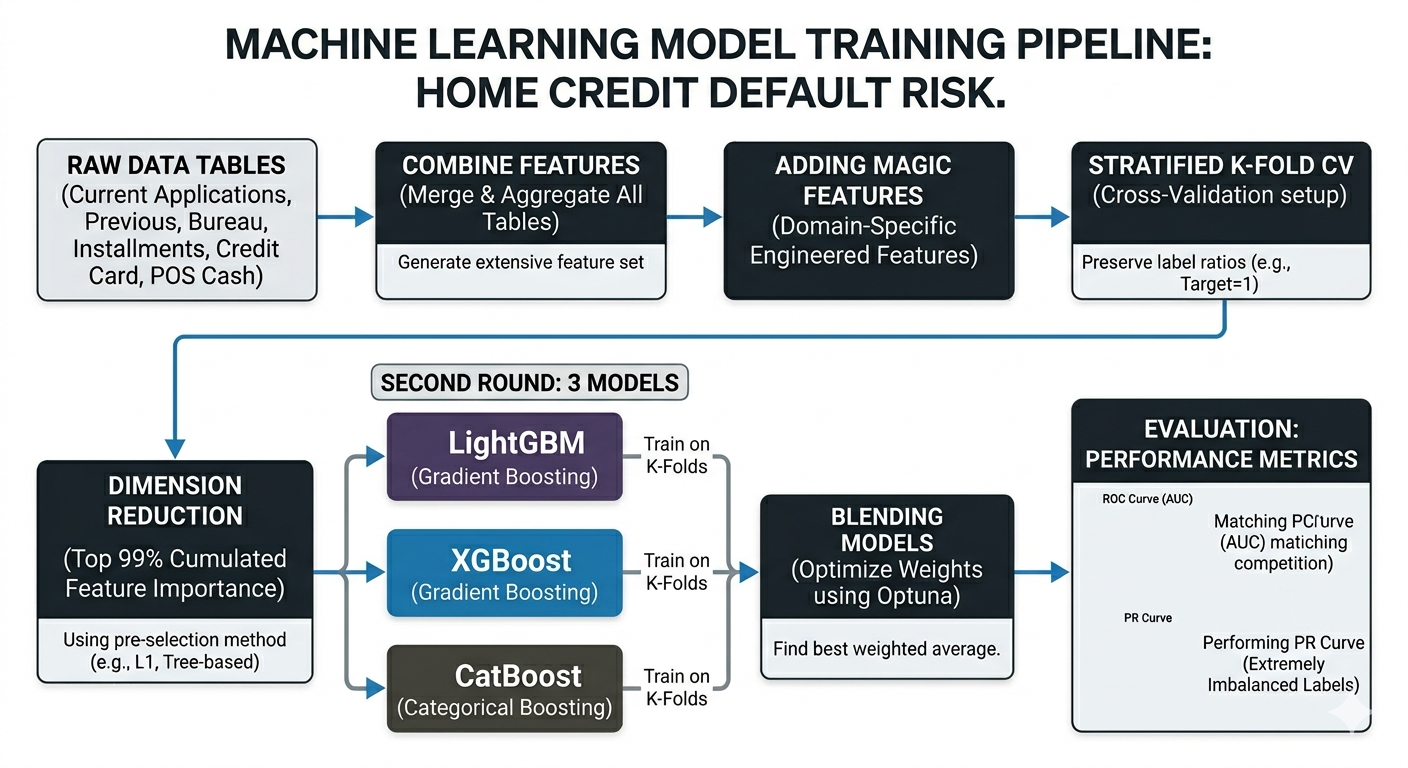 MACHINE LEARNING MODEL TRAINING PIPELINE:
HOME CREDIT DEFAULT RISK.
RAW DATA TABLES
(Current Applications,
Previous, Bureau,
Installments, Credit
Card, POS Cash)
COMBINE FEATURES
(Merge & Aggregate All
Tables)
Generate extensive feature set
ADDING MAGIC
FEATURES
(Domain-Specific
Engineered Features)
STRATIFIED K-FOLD CV
(Cross-Validation setup)
Preserve label ratios (e.g.,
Target=1)
DIMENSION
REDUCTION
(Top 99% Cumulated
Feature Importance)
Using pre-selection method
(e.g., L1, Tree-based)
SECOND ROUND: 3 MODELS
LightGBM
(Gradient Boosting)
Train on
K-Folds
XGBoost
(Gradient Boosting)
Train on
K-Folds
CatBoost
(Categorical Boosting)
Train on
K-Folds
BLENDING
MODELS
(Optimize Weights
using Optuna)
Find best weighted average.
EVALUATION:
PERFORMANCE METRICS
ROC Curve (AUC)
Matching
(AUC) matiching
competition)
PR Curve
Performing PR Curve
(Extremely
Imbalanced Labels)